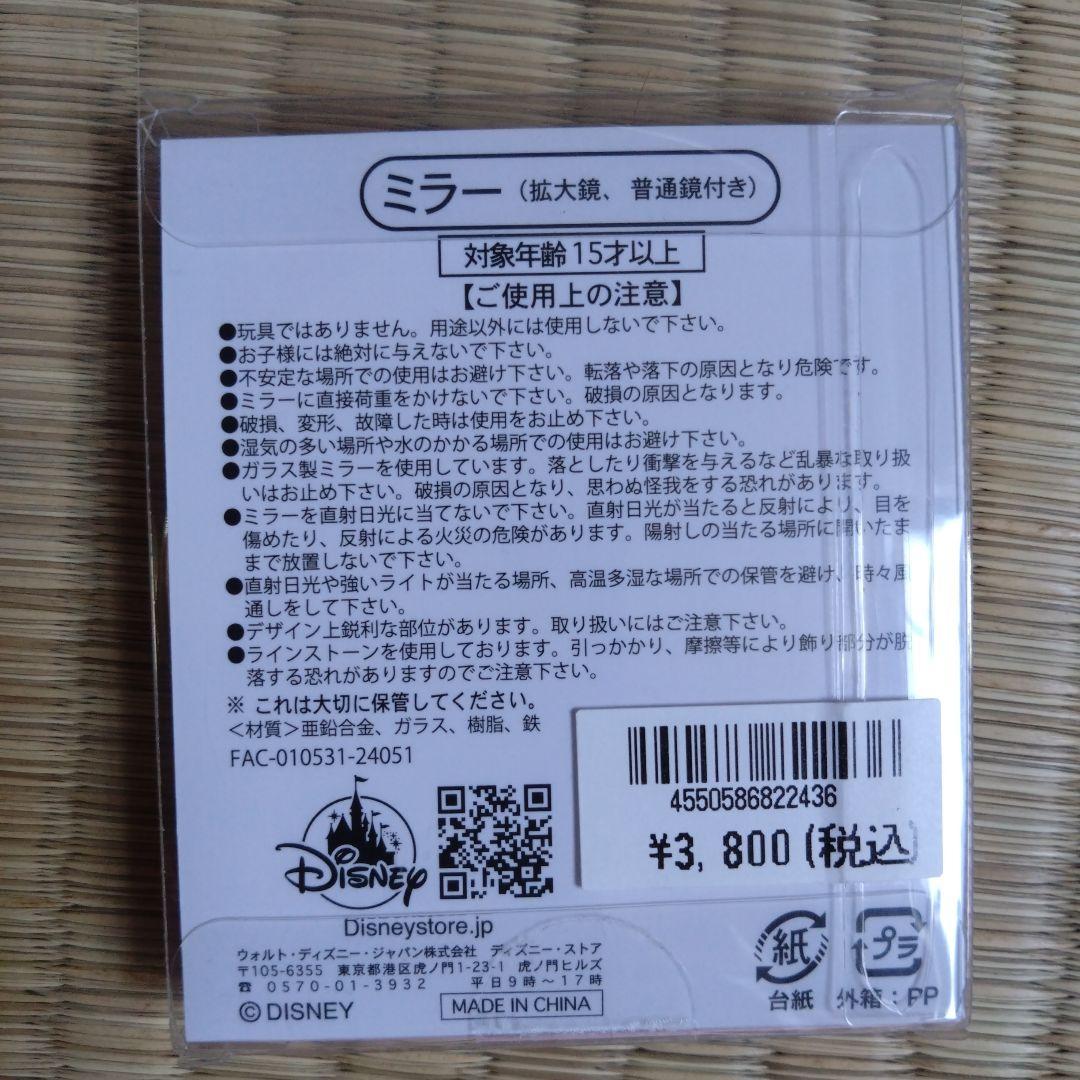 ミラー（拡大鏡、普通鏡付き）
対象年齢15才以上
【ご使用上の注意】
●玩具ではありません。用途以外には使用しないで下さい。
●お子様には絶対に与えないで下さい。
●不安定な場所での使用はお避け下さい。転落や落下の原因となり危険です。
●ミラーに直接荷重をかけないで下さい。破損の原因となります。
●破損、変形、故障した時は使用をお止め下さい。
●湿気の多い場所や水のかかる場所での使用はお避け下さい。
●ガラス製ミラーを使用しています。落としたり衝撃を与えるなど乱暴な取り扱
いはお止め下さい。破損の原因となり、思わぬ怪我をする恐れがあります。
●ミラーを直射日光に当てないで下さい。直射日光が当たると反射により、目を
傷めたり、反射による火災の危険があります。陽射しの当たる場所に開いたま
まで放置しないで下さい。
●直射日光や強いライトが当たる場所、高温多湿な場所での保管を避け、時々風
通しをして下さい。
●デザイン上鋭利な部位があります。取り扱いにはご注意下さい。
●ラインストーンを使用しております。引っかかり、摩擦等により飾り部分が脱
落する恐れがありますのでご注意下さい。
※ これは大切に保管してください。
＜材質＞亜鉛合金、ガラス、樹脂、鉄
FAC-010531-24051
4550586822436
¥3,800(税込)
Disney
Disneystore.jp
ウォルト・ディズニー・ジャパン株式会社 ディズニー・ストア
〒105-6355 東京都港区虎ノ門1-23-1 虎ノ門ヒルズ
☎ 0570-01-3932 平日9時～17時
©DISNEY
MADE IN CHINA
紙
台紙
プラ
外箱：PP